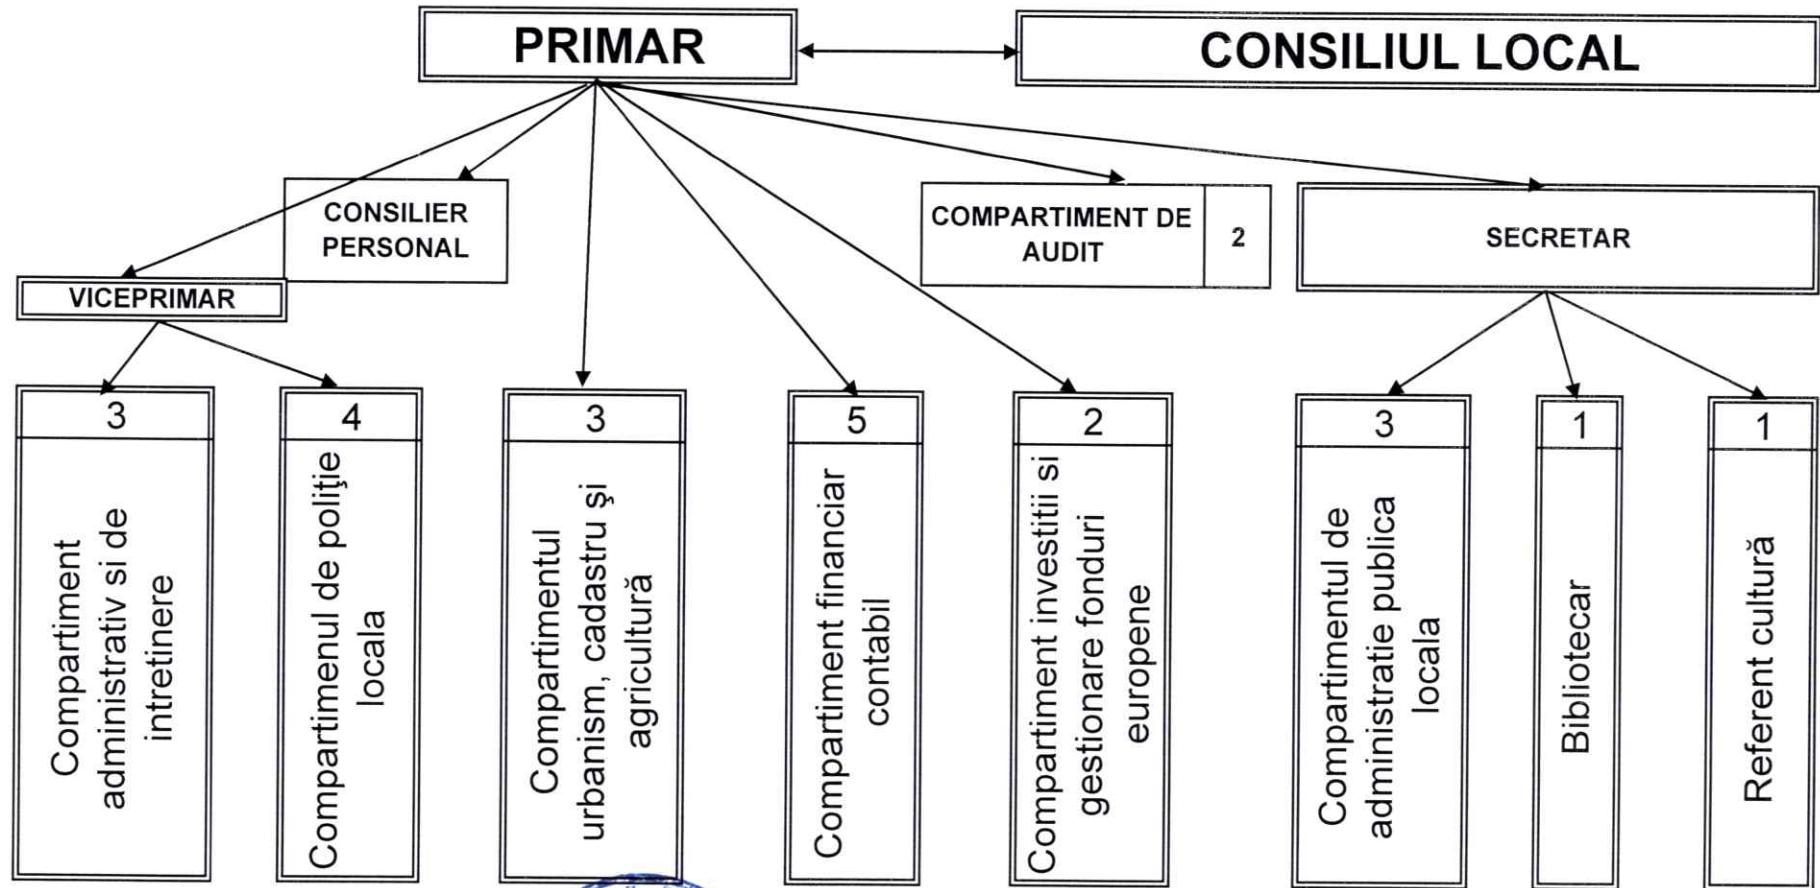 PRIMAR
CONSILIUL LOCAL
CONSILIER
PERSONAL
COMPARTIMENT DE
AUDIT
2
SECRETAR
VICEPRIMAR
3
Compartiment
administrativ si de
intretinere
4
Compartimenul de poliţie
locala
3
Compartimentul
urbanism, cadastru şi
agricultură
5
Compartiment financiar
contabil
2
Compartiment investitii si
gestionare fonduri
europene
3
Compartimentul de
administratie publica
locala
1
Bibliotecar
1
Referent cultură